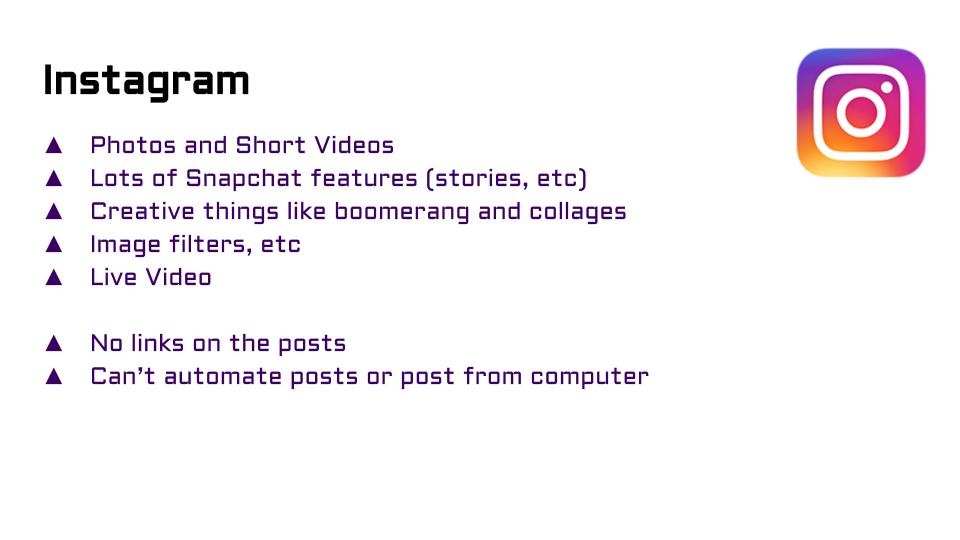 Instagram
▲ Photos and Short Videos
▲ Lots of Snapchat features (stories, etc)
▲ Creative things like boomerang and collages
▲ Image filters, etc
▲ Live Video
▲ No links on the posts
▲ Can’t automate posts or post from computer